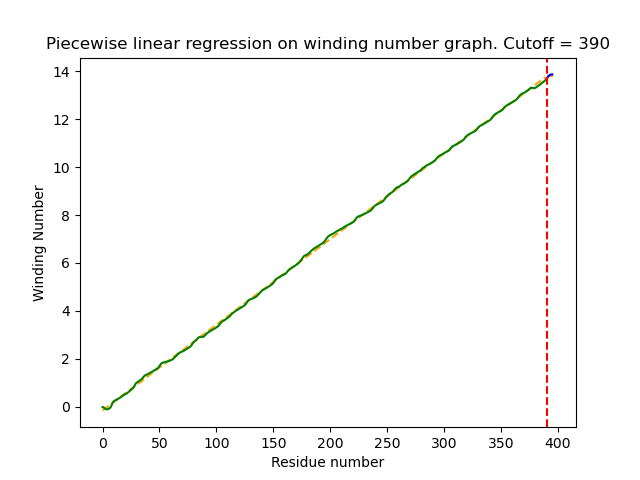 Piecewise linear regression on winding number graph. Cutoff = 390
14
12
10
8
6
4
2
0
Winding Number
0 50 100 150 200 250 300 350 400
Residue number